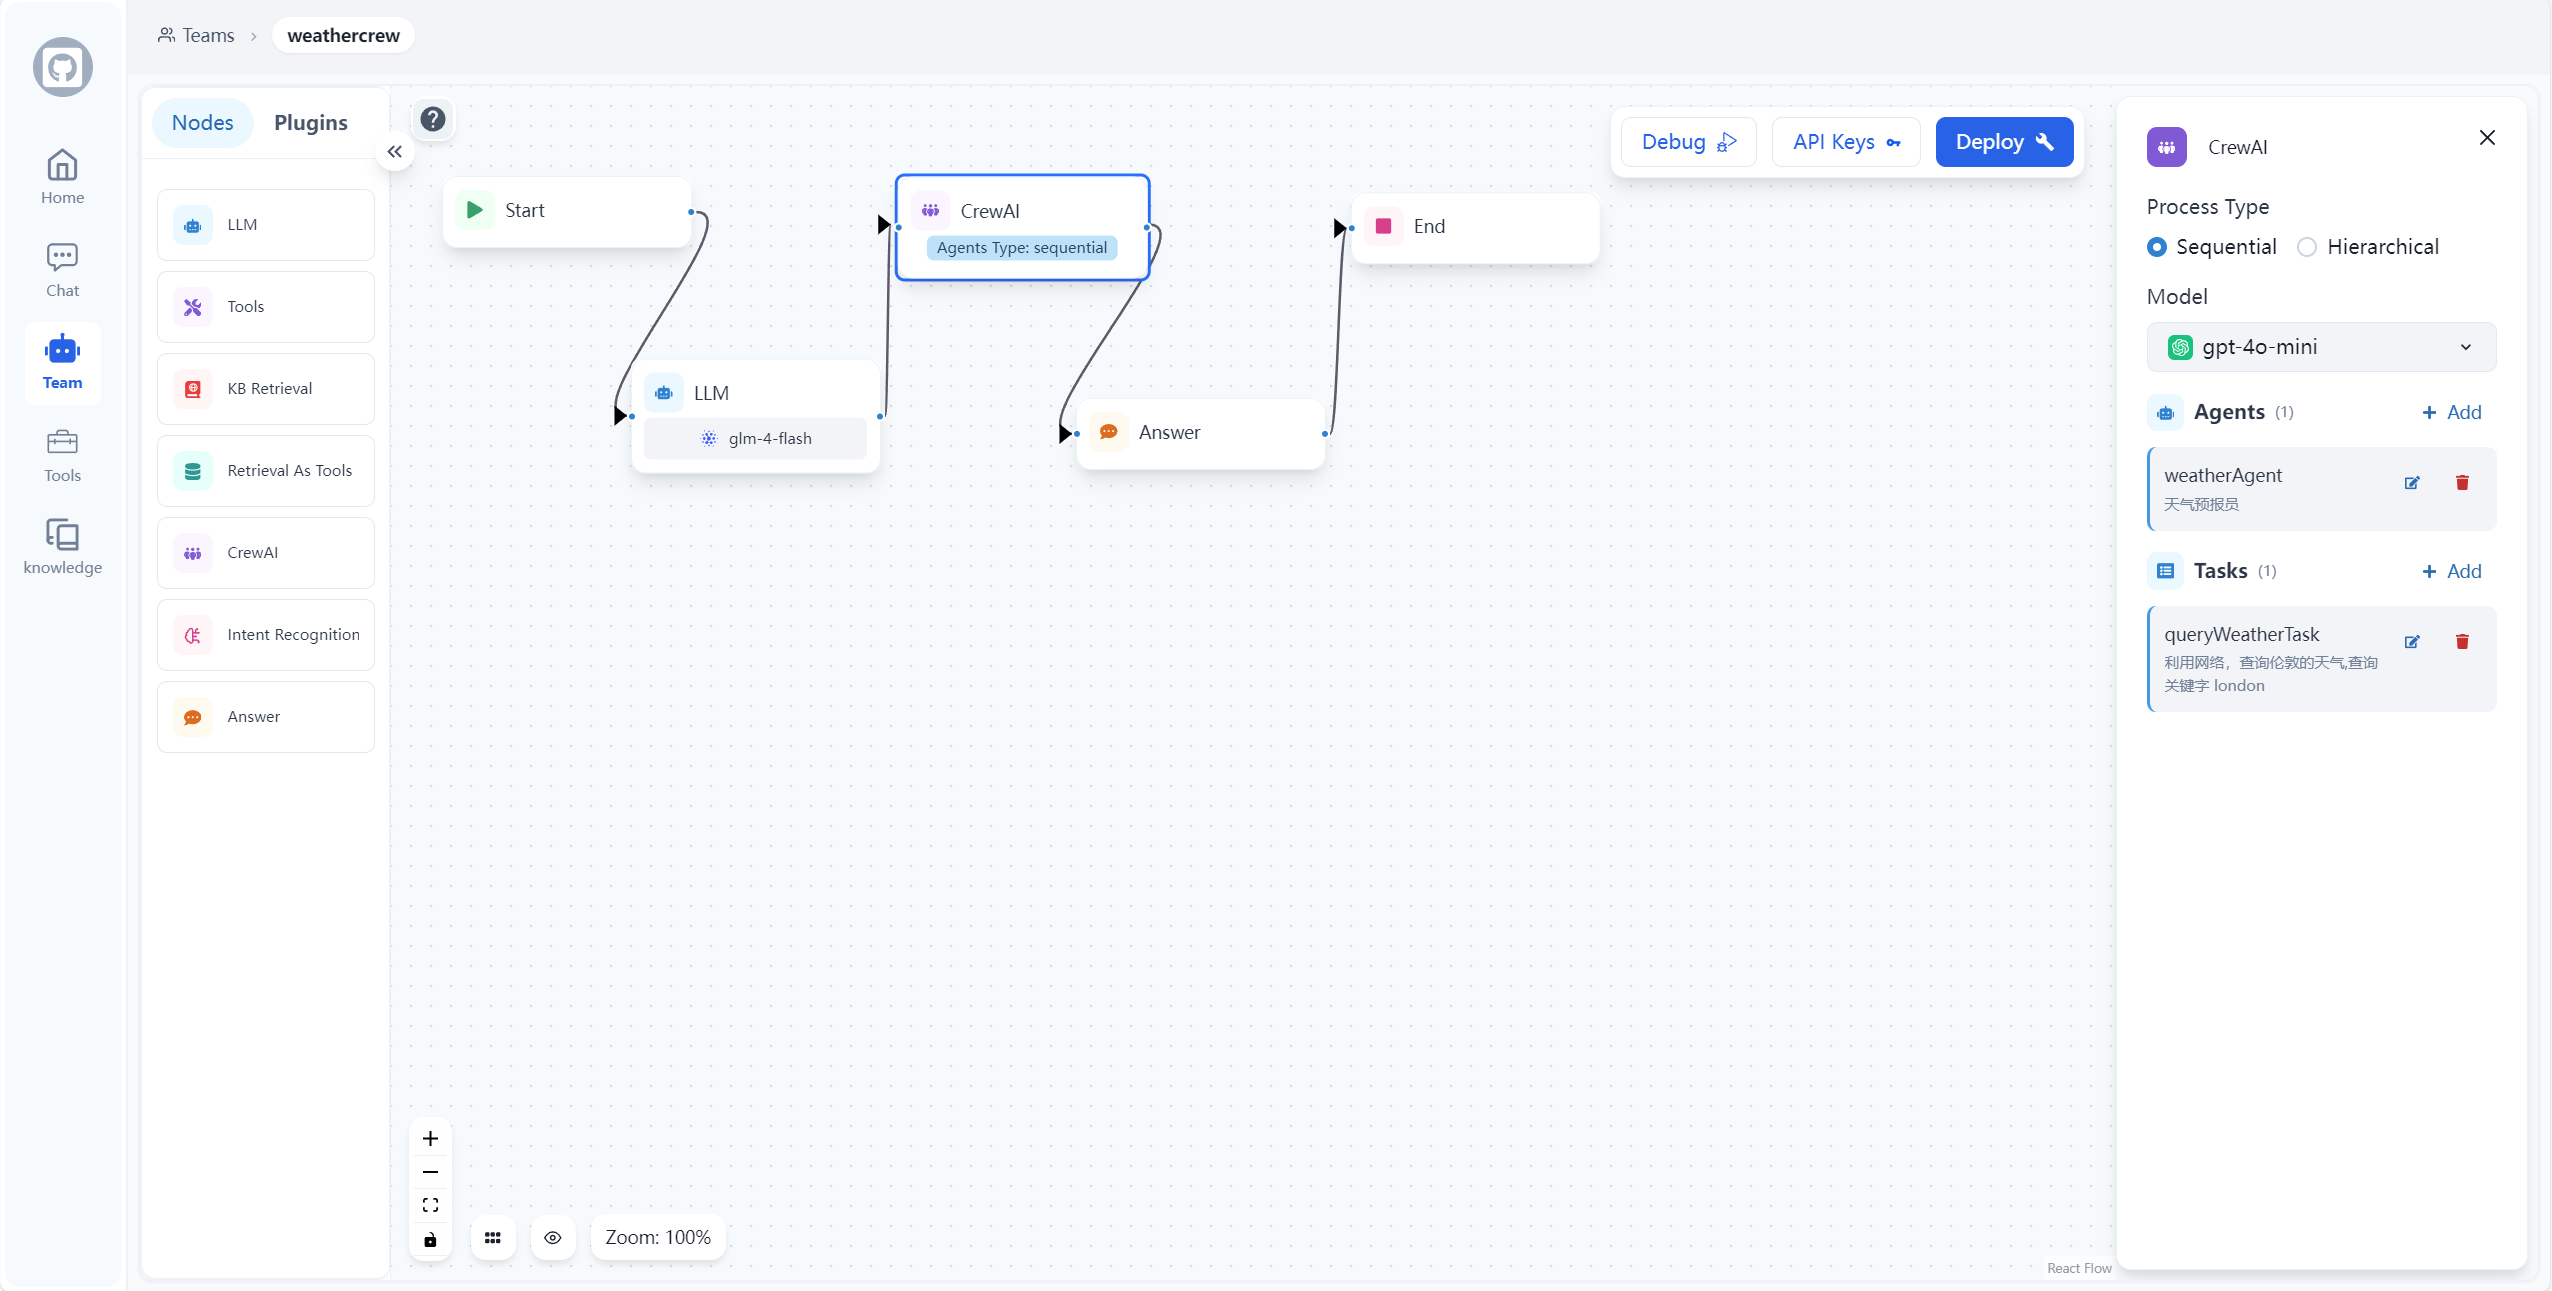 Teams
weathercrew
Home
Chat
Team
Tools
knowledge
Nodes
Plugins
LLM
Tools
KB Retrieval
Retrieval As Tools
CrewAI
Intent Recognition
Answer
Start
LLM
glm-4-flash
CrewAI
Agents Type: sequential
Answer
End
Debug
API Keys
Deploy
Zoom: 100%
React Flow
CrewAI
Process Type
Sequential
Hierarchical
Model
gpt-4o-mini
Agents (1)
+ Add
weatherAgent
天气预报员
Tasks (1)
+ Add
queryWeatherTask
利用网络，查询伦敦的天气,查询
关键字 london